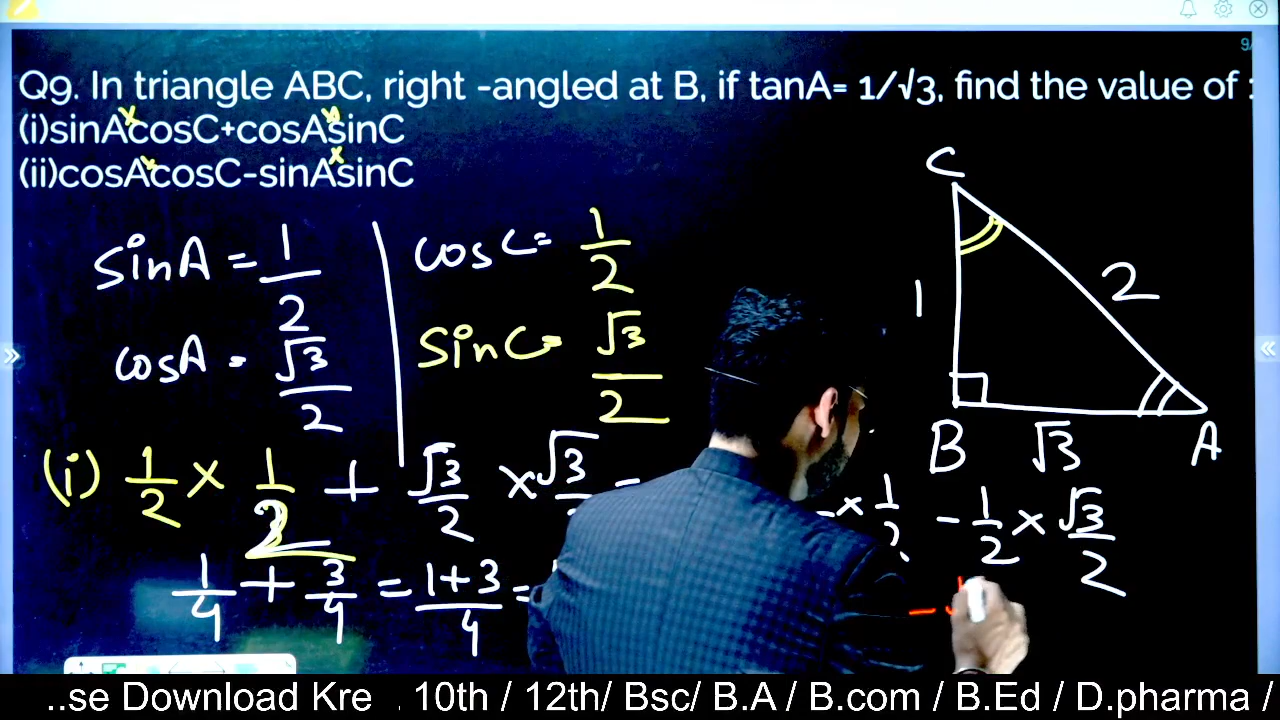 Q9. In triangle ABC, right -angled at B, if tanA= 1/√3, find the value of :
(i)sinAcosC+cosAsinC
(ii)cosAcosC-sinAsinC
sinA = 1/2
cosA = √3/2
cosC = 1/2
sinC = √3/2
(i) 1/2 × 1/2 + √3/2 × √3/
1/4 + 3/4 = 1+3/4 =
× 1/2 - 1/2 × √3/2
C
1
2
B
√3
A
..se Download Kre
. 10th / 12th/ Bsc/ B.A / B.com / B.Ed / D.pharma /